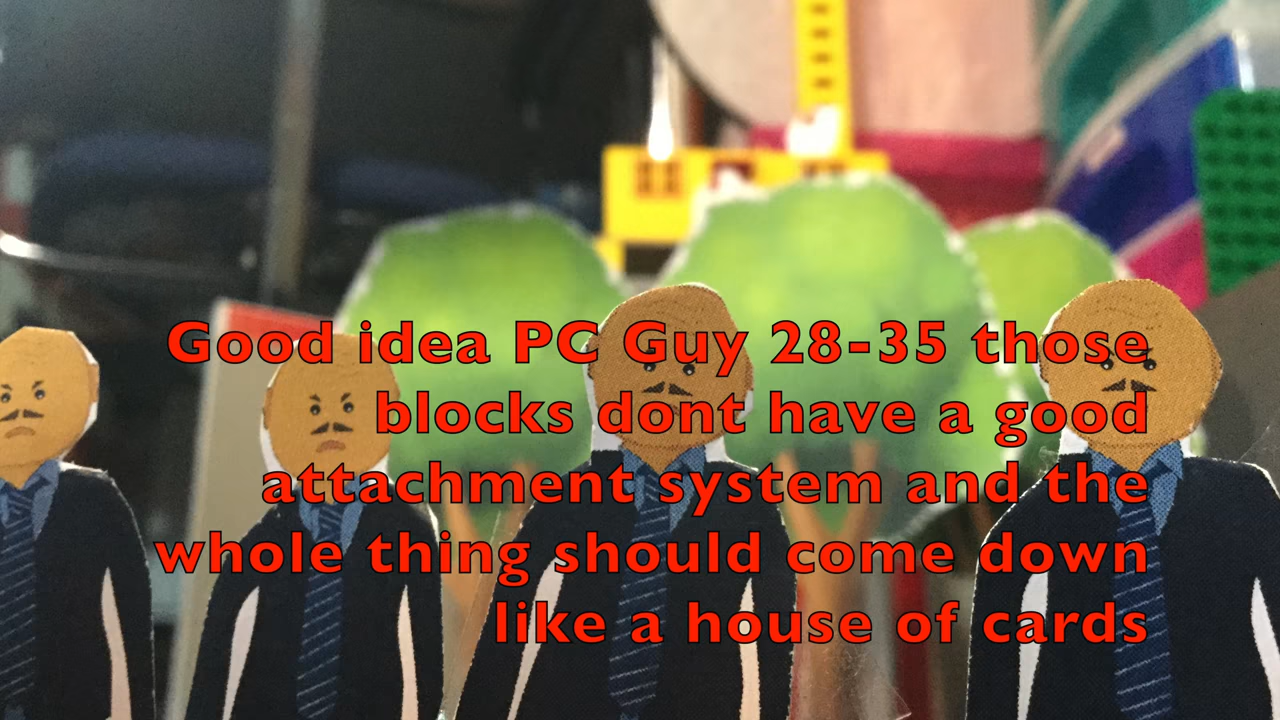 Good idea PC Guy 28-35 those
blocks dont have a good
attachment system and the
whole thing should come down
like a house of cards